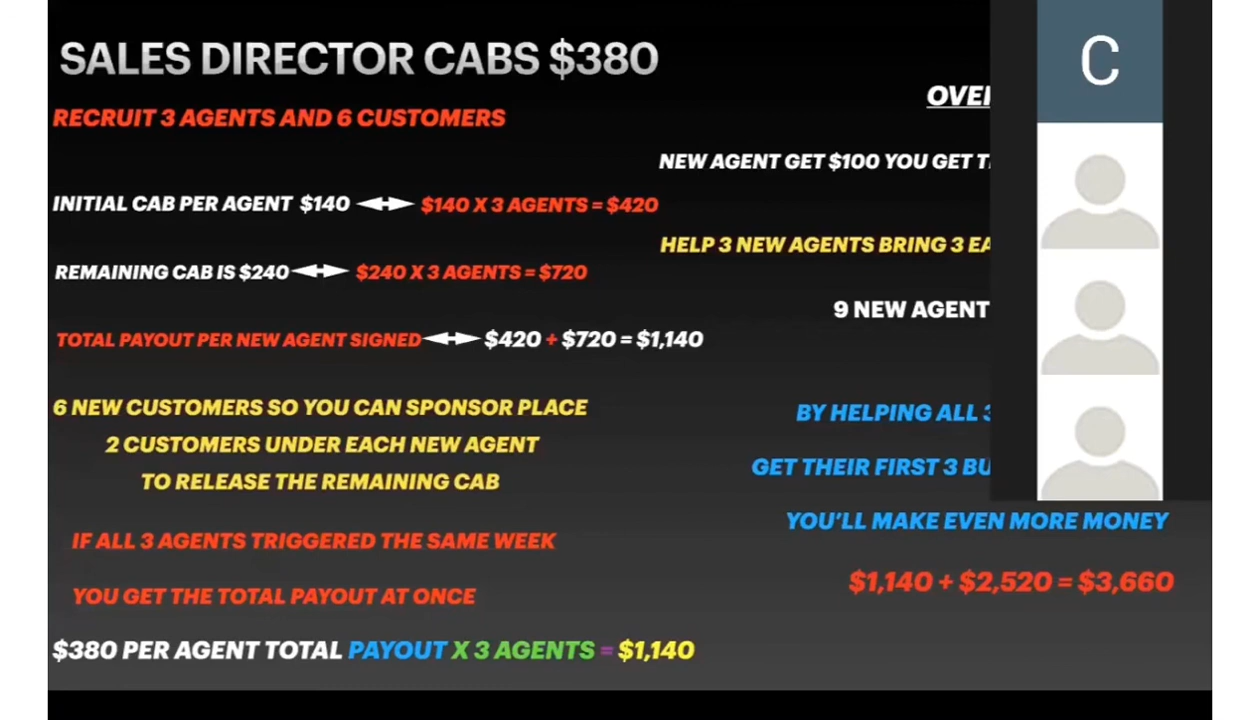 SALES DIRECTOR CABS $380
RECRUIT 3 AGENTS AND 6 CUSTOMERS
INITIAL CAB PER AGENT $140 $140 X 3 AGENTS = $420
REMAINING CAB IS $240 $240 X 3 AGENTS = $720
TOTAL PAYOUT PER NEW AGENT SIGNED $420 + $720 = $1,140
6 NEW CUSTOMERS SO YOU CAN SPONSOR PLACE
2 CUSTOMERS UNDER EACH NEW AGENT
TO RELEASE THE REMAINING CAB
IF ALL 3 AGENTS TRIGGERED THE SAME WEEK
YOU GET THE TOTAL PAYOUT AT ONCE
$380 PER AGENT TOTAL PAYOUT X 3 AGENTS = $1,140
NEW AGENT GET $100 YOU GET
HELP 3 NEW AGENTS BRING 3
9 NEW AGENT
BY HELPING ALL
GET THEIR FIRST 3
YOU'LL MAKE EVEN MORE MONEY
$1,140 + $2,520 = $3,660
C